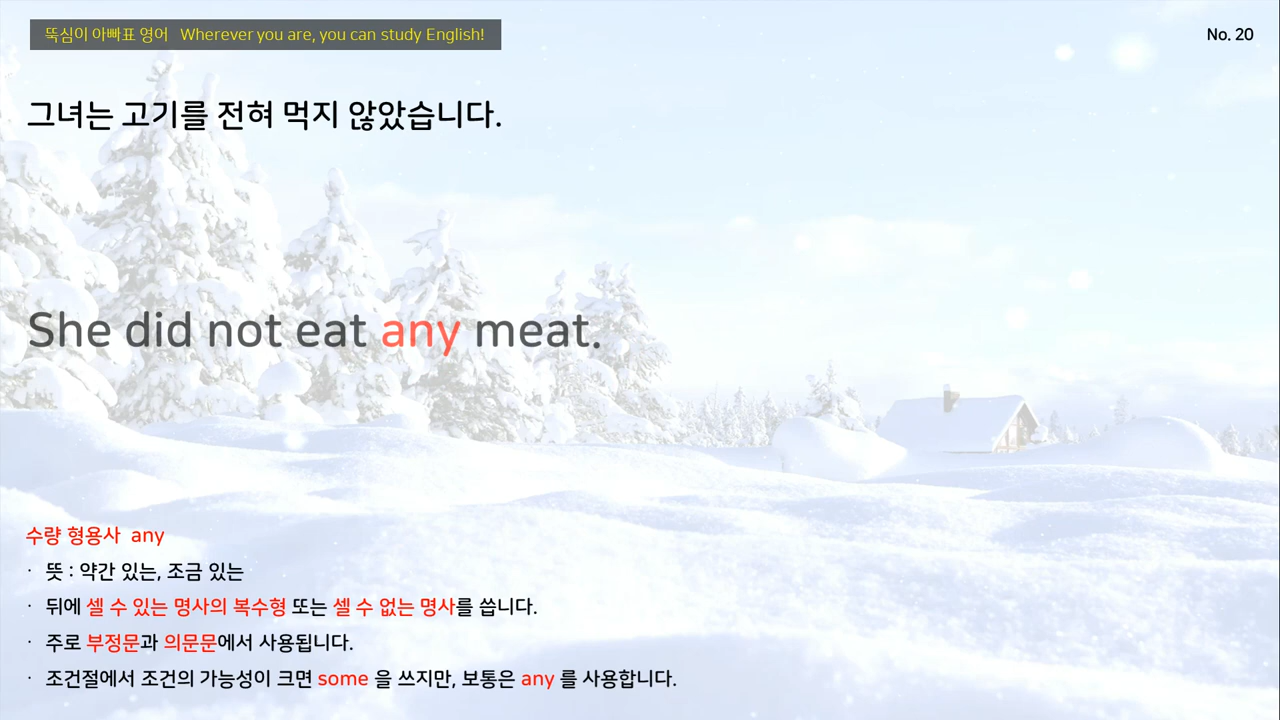 뚝심이 아빠표 영어 Wherever you are, you can study English!
No. 20
그녀는 고기를 전혀 먹지 않았습니다.
She did not eat any meat.
수량 형용사 any
· 뜻 : 약간 있는, 조금 있는
· 뒤에 셀 수 있는 명사의 복수형 또는 셀 수 없는 명사를 씁니다.
· 주로 부정문과 의문문에서 사용됩니다.
· 조건절에서 조건의 가능성이 크면 some 을 쓰지만, 보통은 any 를 사용합니다.